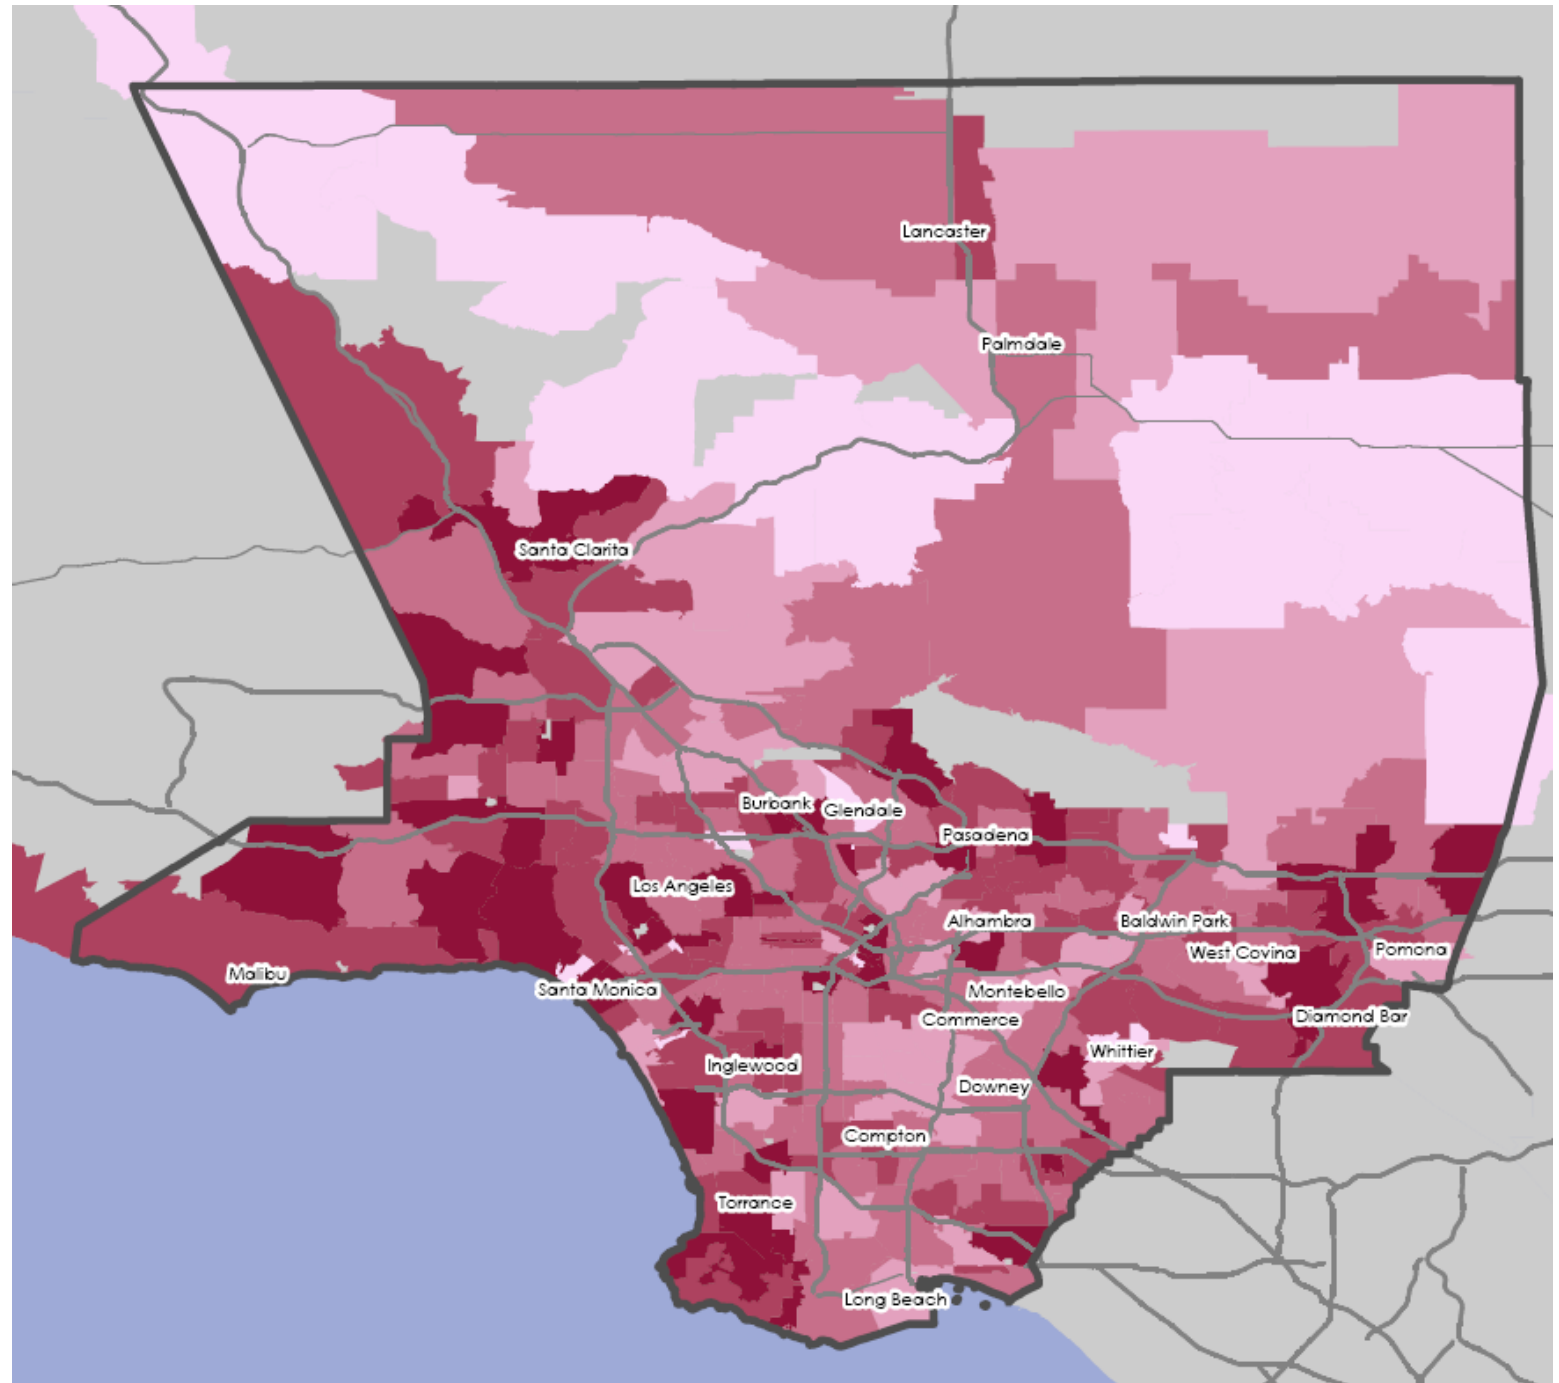 Lancaster
Palmdale
Santa Clarita
Burbank
Glendale
Pasadena
Los Angeles
Alhambra
Baldwin Park
West Covina
Pomona
Malibu
Santa Monica
Montebello
Commerce
Diamond Bar
Whittier
Inglewood
Downey
Compton
Torrance
Long Beach